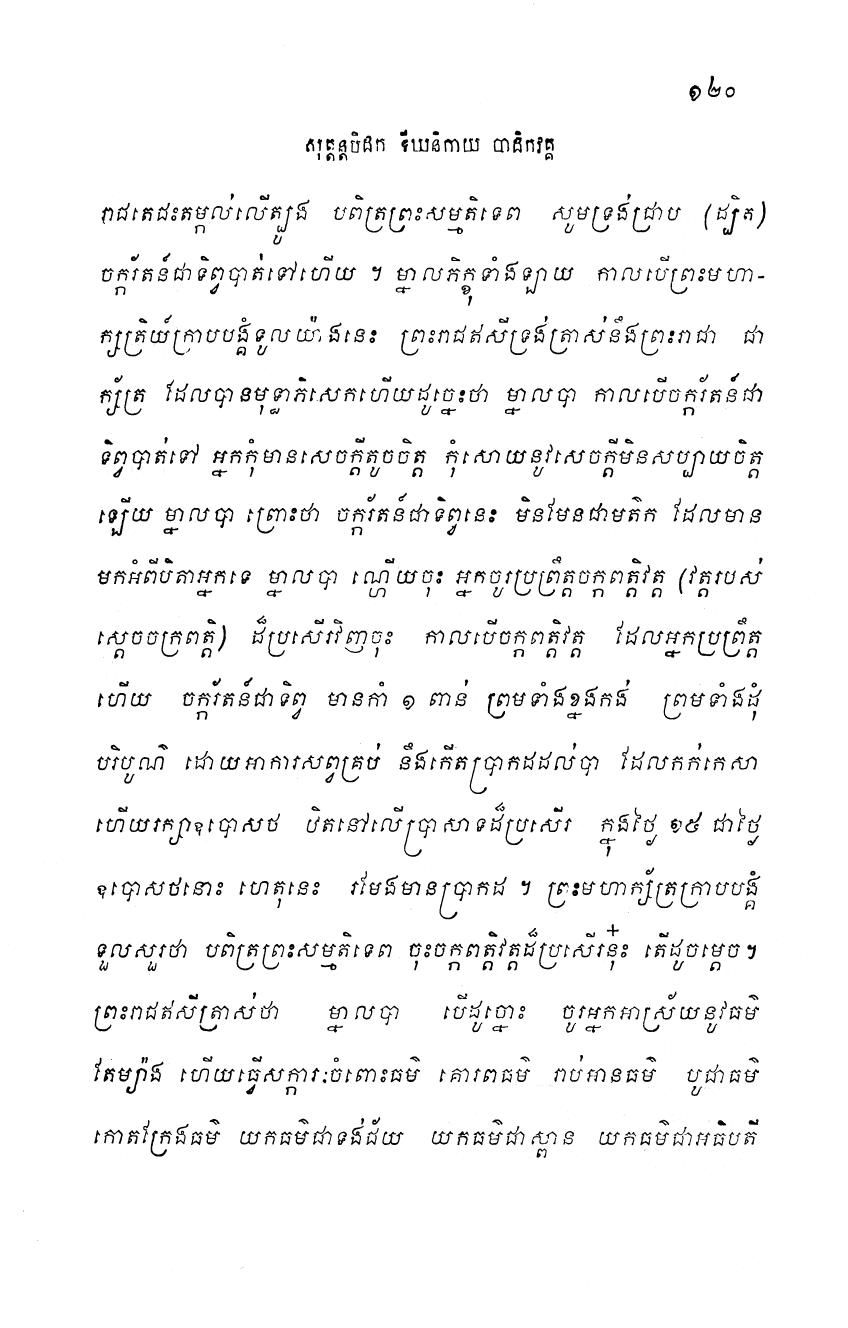 ១២០
សុត្តន្តបិដក ទីឃនិកាយ បាដិកវគ្គ
រាជតេជះតម្កល់លើត្បូង បពិត្រព្រះសម្មតិទេព សូមទ្រង់ជ្រាប (ដ្បិត)
ចក្ករ័តន៍ជាទិព្វបាត់ទៅហើយ ។ ម្នាលភិក្ខុទាំងឡាយ កាលបើព្រះមហា-
ក្សត្រិយ៍ក្រាបបង្គំទូលយ៉ាងនេះ ព្រះរាជឥសីទ្រង់ត្រាស់នឹងព្រះរាជា ជា
ក្ស័ត្រ ដែលបានមុទ្ធាភិសេកហើយដូច្នេះថា ម្នាលបា កាលបើចក្ករ័តន៍ជា
ទិព្វបាត់ទៅ អ្នកកុំមានសេចក្តីតូចចិត្ត កុំសោយនូវសេចក្តីមិនសប្បាយចិត្ត
ឡើយ ម្នាលបា ព្រោះថា ចក្ករ័តន៍ជាទិព្វនេះ មិនមែនជាមត៌ក ដែលមាន
មកអំពីបិតាអ្នកទេ ម្នាលបា ណ្ហើយចុះ អ្នកចូរប្រព្រឹត្តចក្កពត្តិវត្ត (វត្តរបស់
ស្តេចចក្រពត្តិ) ដ៏ប្រសើរវិញចុះ កាលបើចក្កពត្តិវត្ត ដែលអ្នកប្រព្រឹត្ត
ហើយ ចក្ករ័តន៍ជាទិព្វ មានកាំ ១ ពាន់ ព្រមទាំងខ្នងកង់ ព្រមទាំងដុំ
បរិបូណ៌ ដោយអាការសព្វគ្រប់ នឹងកើតប្រាកដដល់បា ដែលកក់កេសា
ហើយរក្សាឧបោសថ ឋិតនៅលើប្រាសាទដ៏ប្រសើរ ក្នុងថ្ងៃ ១៥ ជាថ្ងៃ
ឧបោសថនោះ ហេតុនេះ រមែងមានប្រាកដ ។ ព្រះមហាក្ស័ត្រក្រាបបង្គំ
ទូលសួរថា បពិត្រព្រះសម្មតិទេព ចុះចក្កពត្តិវត្តដ៏ប្រសើរនុ៎ះ តើដូចម្តេច។
ព្រះរាជឥសីត្រាស់ថា ម្នាលបា បើដូច្នោះ ចូរអ្នកអាស្រ័យនូវធម៌
តែម្យ៉ាង ហើយធ្វើសក្ការៈចំពោះធម៌ គោរពធម៌ រាប់អានធម៌ បូជាធម៌
កោតក្រែងធម៌ យកធម៌ជាទង់ជ័យ យកធម៌ជាស្ពាន យកធម៌ជាអធិបតី